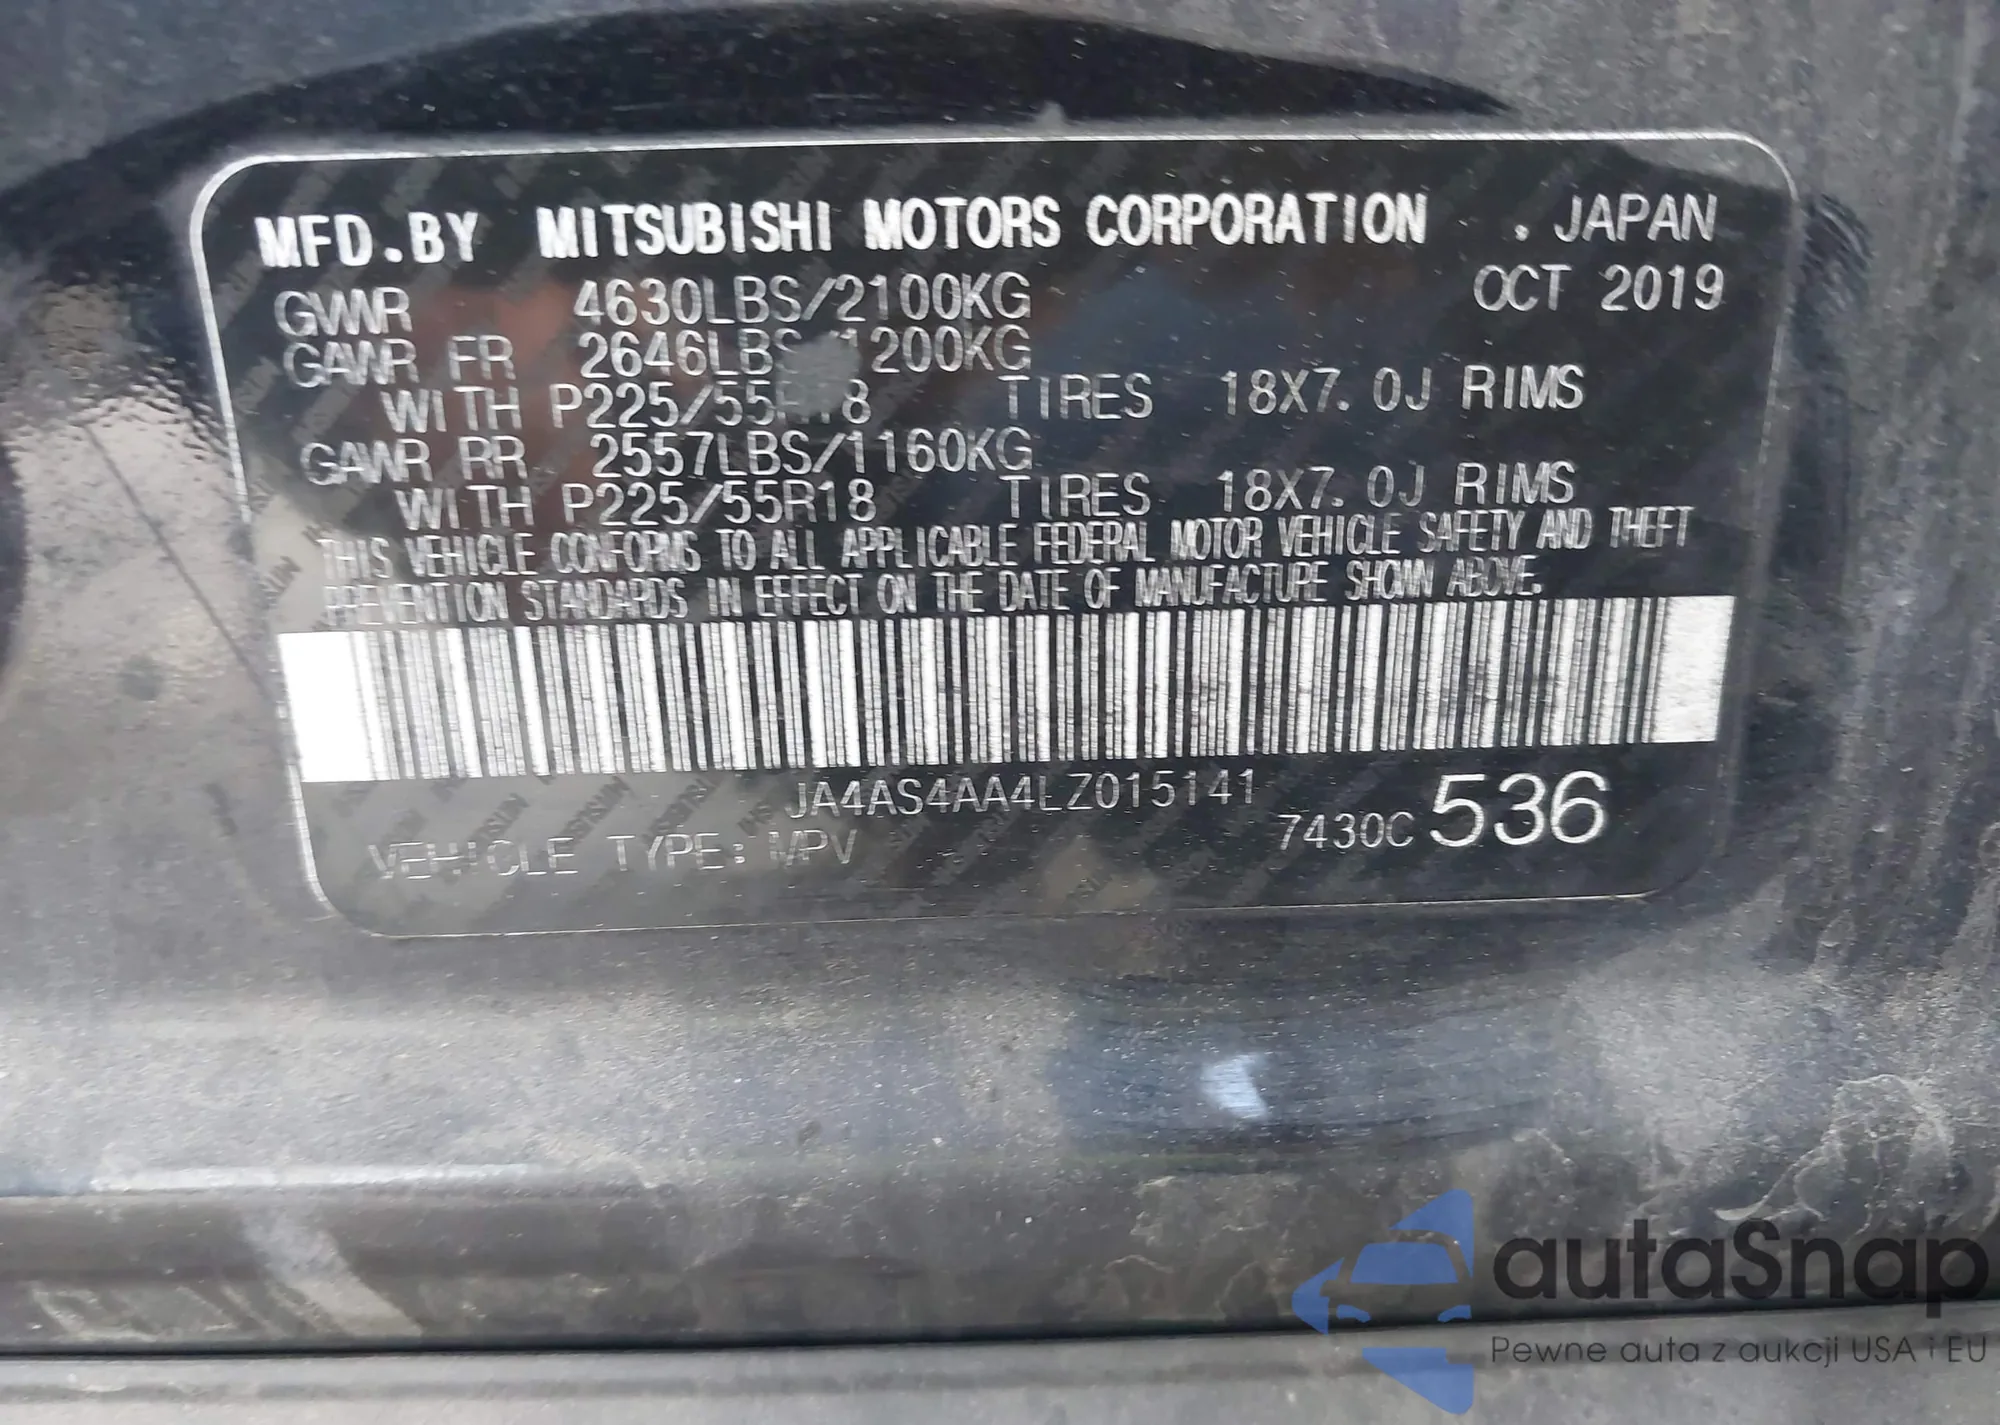 MFD.BY MITSUBISHI MOTORS CORPORATION . JAPAN
GVWR 4630LBS/2100KG OCT 2019
GAWR FR 2646LBS/1200KG
WITH P225/55R18 TIRES 18X7.0J RIMS
GAWR RR 2557LBS/1160KG
WITH P225/55R18 TIRES 18X7.0J RIMS
THIS VEHICLE CONFORMS TO ALL APPLICABLE FEDERAL MOTOR VEHICLE SAFETY AND THEFT
PREVENTION STANDARDS IN EFFECT ON THE DATE OF MANUFACTURE SHOWN ABOVE.
JA4AS4AA4LZ015141
VEHICLE TYPE: MPV 7430C 536
autaSnap
Pewne auta z aukcji USA i EU